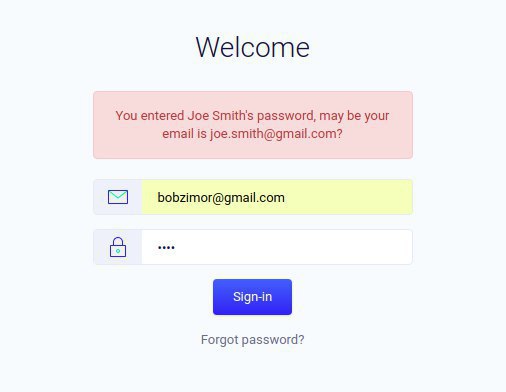 Welcome
You entered Joe Smith's password, may be your
email is joe.smith@gmail.com?
bobzimor@gmail.com
••••
Sign-in
Forgot password?